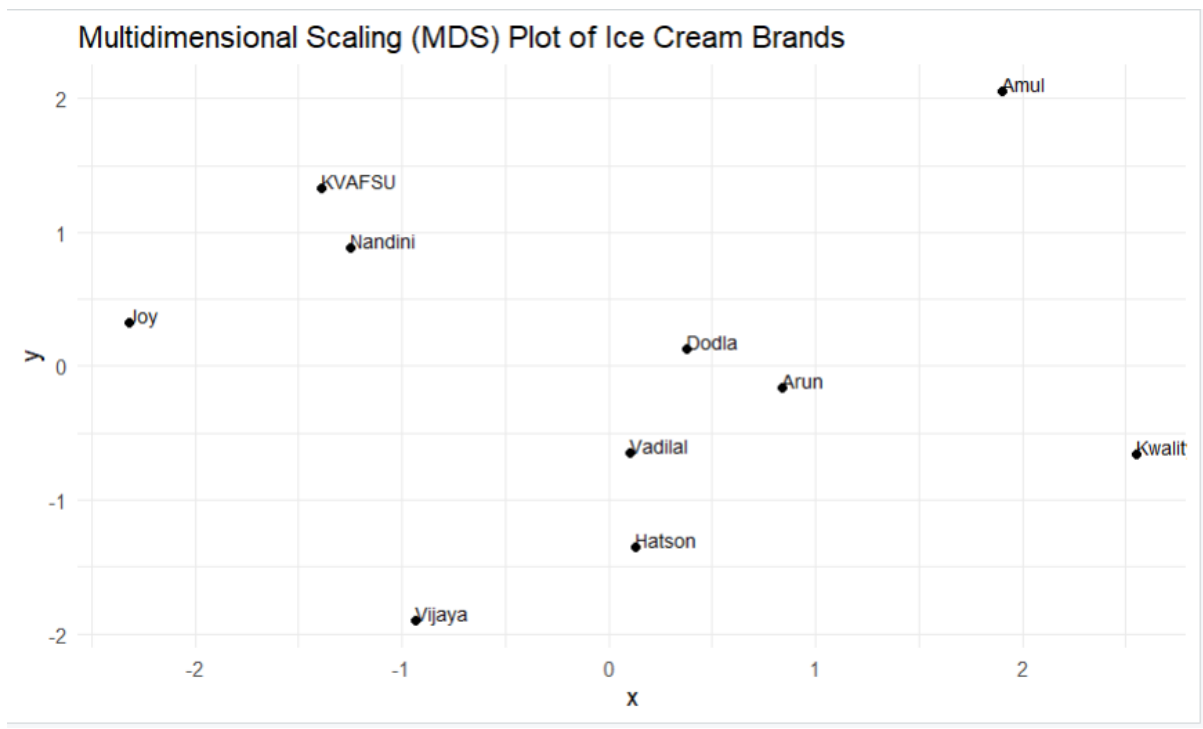 Multidimensional Scaling (MDS) Plot of Ice Cream Brands
2
Amul
KVAFSU
1
Nandini
Joy
Dodla
y
0
Arun
Vadilal
Kwalit
-1
Hatson
Vijaya
-2
-2 -1 0 1 2
x